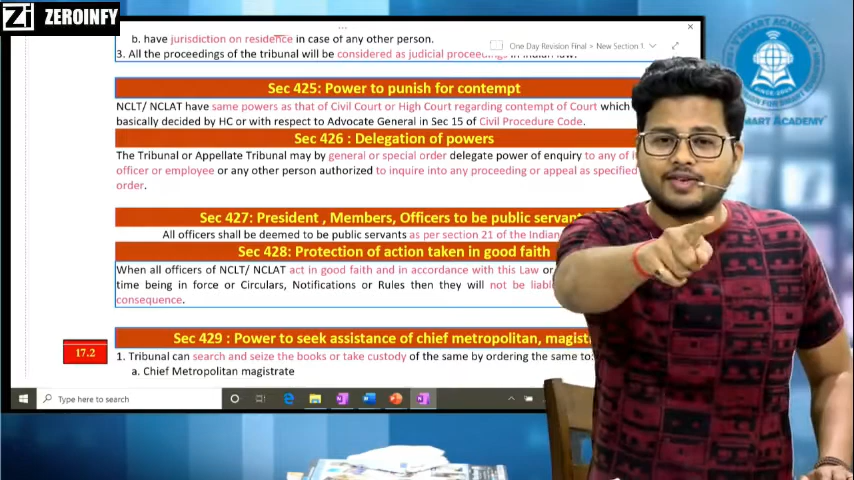 Zi ZEROINFY
b. have jurisdiction on residence in case of any other person.
3. All the proceedings of the tribunal will be considered as judicial proceedings in Indian law.
One Day Revision Final » New Section 1
Sec 425: Power to punish for contempt
NCLT/ NCLAT have same powers as that of Civil Court or High Court regarding contempt of Court which
basically decided by HC or with respect to Advocate General in Sec 15 of Civil Procedure Code.
Sec 426 : Delegation of powers
The Tribunal or Appellate Tribunal may by general or special order delegate power of enquiry to any of
officer or employee or any other person authorized to inquire into any proceeding or appeal as specified
order.
Sec 427: President , Members, Officers to be public servant
All officers shall be deemed to be public servants as per section 21 of the Indian
Sec 428: Protection of action taken in good faith
When all officers of NCLT/ NCLAT act in good faith and in accordance with this Law or
time being in force or Circulars, Notifications or Rules then they will not be liable
consequence.
Sec 429 : Power to seek assistance of chief metropolitan, magist
17.2
1. Tribunal can search and seize the books or take custody of the same by ordering the same to:
a. Chief Metropolitan magistrate
Type here to search
V'SMART ACADEMY
SINCE-2008
SMART ACADEMY